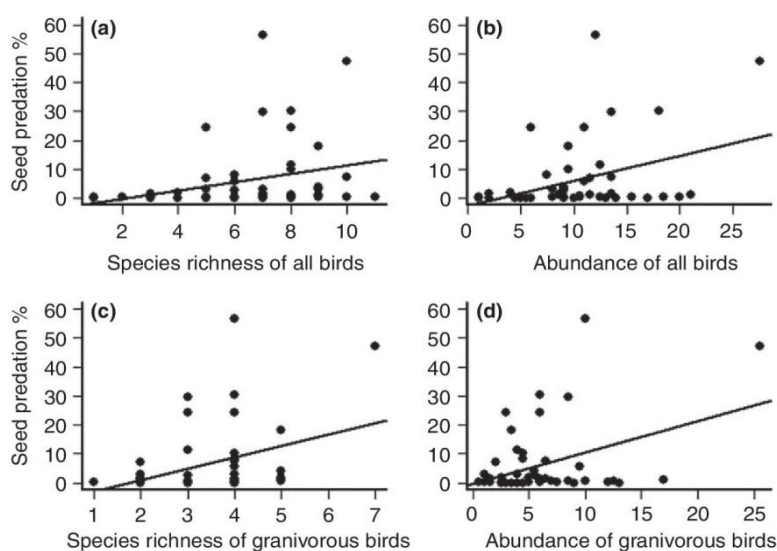 (a)
Seed predation %
60
50
40
30
20
10
0
2 4 6 8 10
Species richness of all birds
(b)
60
50
40
30
20
10
0
0 5 10 15 20 25
Abundance of all birds
(c)
Seed predation %
60
50
40
30
20
10
0
1 2 3 4 5 6 7
Species richness of granivorous birds
(d)
60
50
40
30
20
10
0
0 5 10 15 20 25
Abundance of granivorous birds